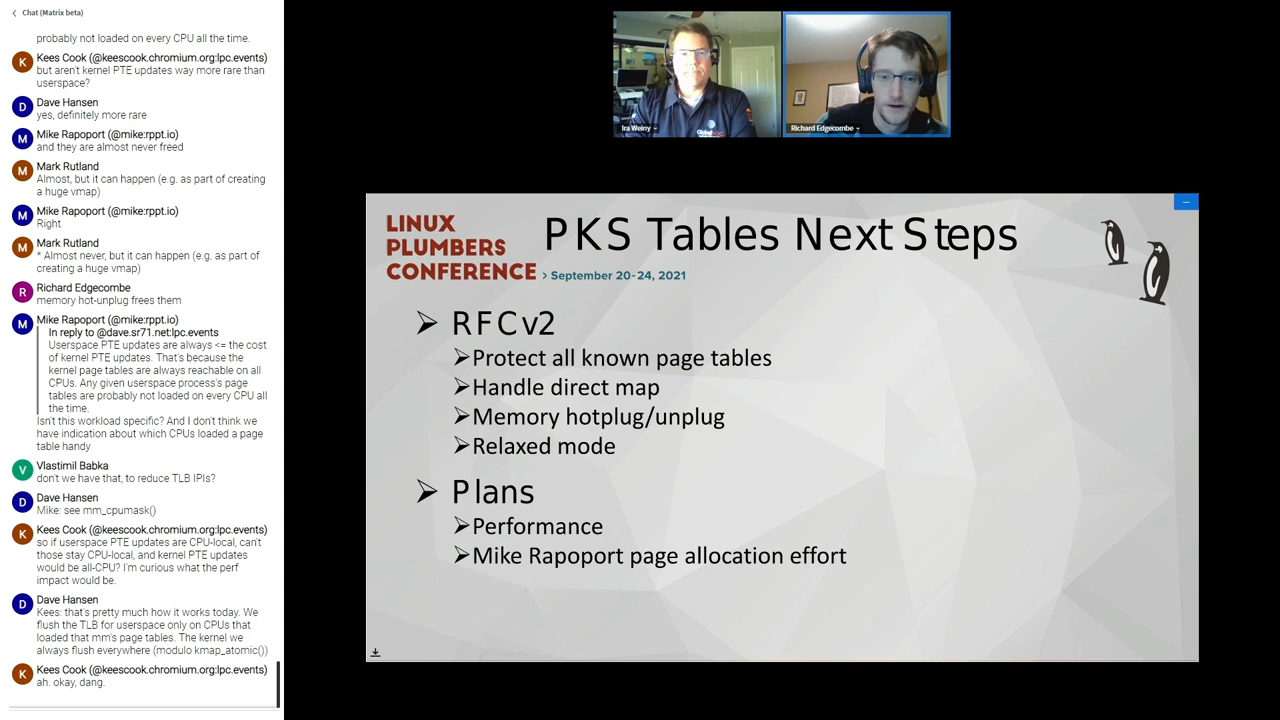 Chat (Matrix beta)
probably not loaded on every CPU all the time.
K
Kees Cook (@keescook.chromium.org:lpc.events)
but aren't kernel PTE updates way more rare than
userspace?
D
Dave Hansen
yes, definitely more rare
M
Mike Rapoport (@mike:rppt.io)
and they are almost never freed
M
Mark Rutland
Almost, but it can happen (e.g. as part of creating
a huge vmap)
M
Mike Rapoport (@mike:rppt.io)
Right
M
Mark Rutland
* Almost never, but it can happen (e.g. as part of
creating a huge vmap)
R
Richard Edgecombe
memory hot-unplug frees them
M
Mike Rapoport (@mike:rppt.io)
In reply to @dave.sr71.net:lpc.events
Userspace PTE updates are always <= the cost
of kernel PTE updates. That's because the
kernel page tables are always reachable on all
CPUs. Any given userspace process's page
tables are probably not loaded on every CPU all
the time.
Isn't this workload specific? And I don't think we
have indication about which CPUs loaded a page
table handy
V
Vlastimil Babka
don't we have that, to reduce TLB IPIs?
D
Dave Hansen
Mike: see mm_cpumask()
K
Kees Cook (@keescook.chromium.org:lpc.events)
so if userspace PTE updates are CPU-local, can't
those stay CPU-local, and kernel PTE updates
would be all-CPU? I'm curious what the perf
impact would be.
D
Dave Hansen
Kees: that's pretty much how it works today. We
flush the TLB for userspace only on CPUs that
loaded that mm's page tables. The kernel we
always flush everywhere (modulo kmap_atomic())
K
Kees Cook (@keescook.chromium.org:lpc.events)
ah. okay, dang.
Ira Weiny
Global
Richard Edgecombe
LINUX
PLUMBERS
CONFERENCE
> September 20-24, 2021
PKS Tables Next Steps
➢ RFCv2
➢Protect all known page tables
➢Handle direct map
➢Memory hotplug/unplug
➢Relaxed mode
➢ Plans
➢Performance
➢Mike Rapoport page allocation effort